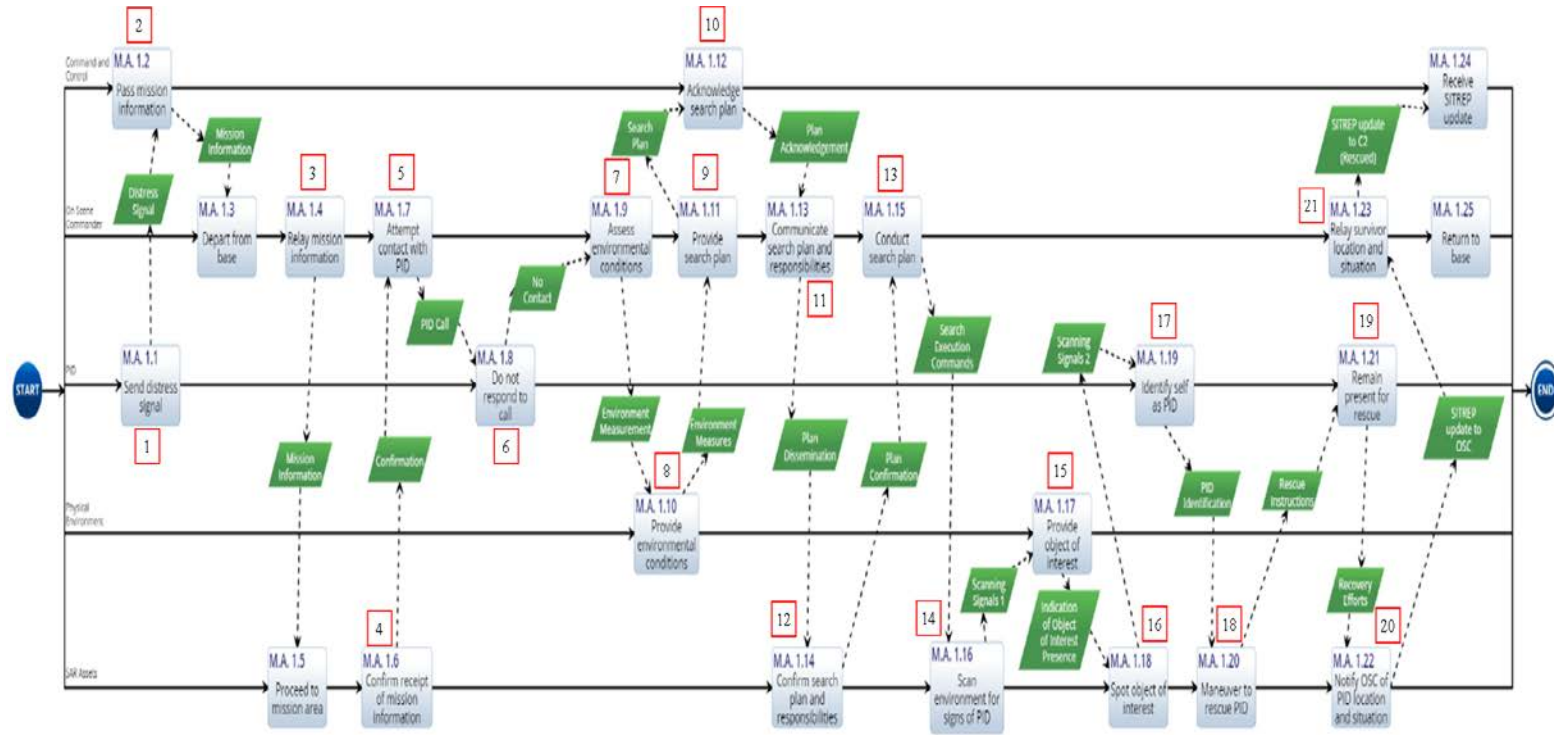 2
10
M.A. 1.2
Pass mission
information
M.A. 1.12
Acknowledge
search plan
M.A. 1.24
Receive
SITREP
update
Command and
Control
Mission
Information
Search
Plan
Plan
Acknowledgement
SITREP update
to C2
(Rescued)
Distress
Signal
3
5
7
9
13
21
On Scene
Commander
M.A. 1.3
Depart from
base
M.A. 1.4
Relay mission
information
M.A. 1.7
Attempt
contact with
PID
M.A. 1.9
Assess
environmental
conditions
M.A. 1.11
Provide
search plan
M.A. 1.13
Communicate
search plan and
responsibilities
M.A. 1.15
Conduct
search plan
M.A. 1.23
Relay survivor
location and
situation
M.A. 1.25
Return to
base
No
Contact
11
PID Call
Search
Execution
Commands
Scanning
Signals 2
17
19
START
PID
M.A. 1.1
Send distress
signal
M.A. 1.8
Do not
respond to
call
M.A. 1.19
Identify self
as PID
M.A. 1.21
Remain
present for
rescue
END
1
6
Environment
Measurement
Environment
Measures
SITREP
update to
OSC
Mission
Information
Confirmation
Plan
Dissemination
Plan
Confirmation
8
15
PID
Identification
Rescue
Instructions
Physical
Environment
M.A. 1.10
Provide
environmental
conditions
M.A. 1.17
Provide
object of
interest
Scanning
Signals 1
Indication
of Object
of Interest
Presence
Recovery
Efforts
4
12
14
16
18
20
SAR Assets
M.A. 1.5
Proceed to
mission area
M.A. 1.6
Confirm receipt
of mission
information
M.A. 1.14
Confirm search
plan and
responsibilities
M.A. 1.16
Scan
environment for
signs of PID
M.A. 1.18
Spot object of
interest
M.A. 1.20
Maneuver to
rescue PID
M.A. 1.22
Notify OSC of
PID location
and situation